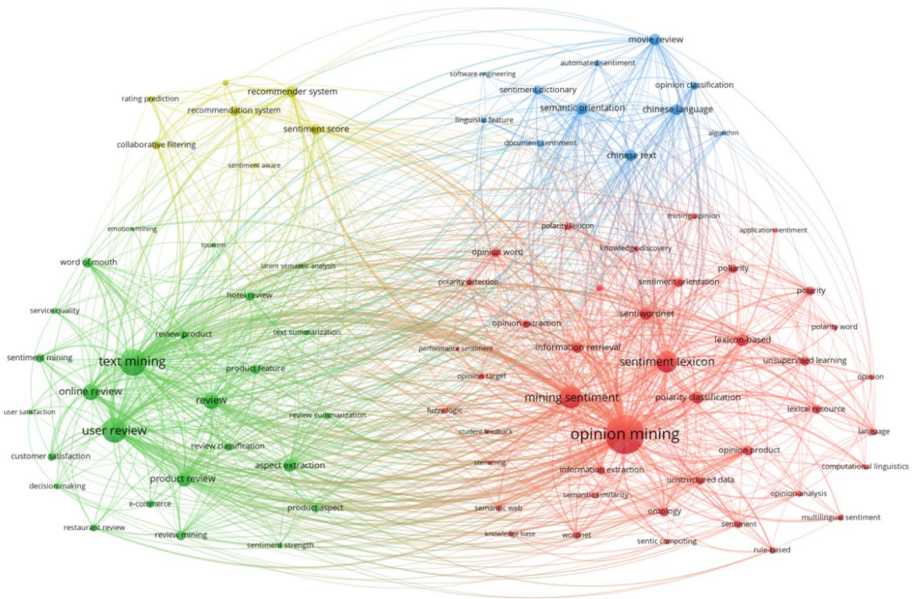 movie review
automated sentiment
software engineering
opinion classification
sentiment dictionary
recommender system
rating prediction
recommendation system
semantic orientation
chinese language
linguistic feature
sentiment score
algorithm
collaborative filtering
document sentiment
chinese text
sentiment aware
mining opinion
emotion mining
polarity lexicon
application sentiment
tourism
knowledge discovery
opinion word
word of mouth
latent semantic analysis
polarity
polarity detection
sentiment orientation
polarity
hotel review
service quality
sentiwordnet
opinion extraction
polarity word
review product
text summarization
lexicon-based
performance sentiment
information retrieval
sentiment mining
text mining
sentiment lexicon
unsupervised learning
product feature
opinion target
opinion
online review
mining sentiment
polarity classification
review
user satisfaction
fuzzy logic
lexical resource
review summarization
user review
student feedback
opinion mining
language
review classification
opinion product
customer satisfaction
stemming
aspect extraction
information extraction
computational linguistics
product review
unstructured data
decision making
semantic similarity
opinion analysis
e-commerce
product aspect
semantic web
ontology
multilingual sentiment
restaurant review
sentiment
review mining
knowledge base
wordnet
sentic computing
sentiment strength
rule-based